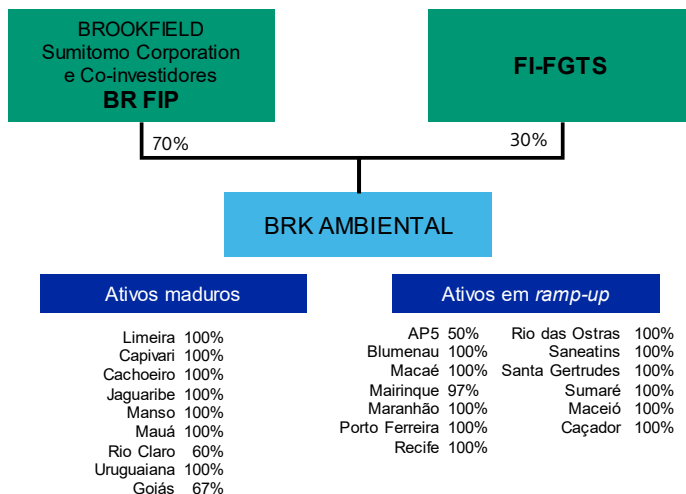 BROOKFIELD
Sumitomo Corporation
e Co-investidores
BR FIP
FI-FGTS
70%
30%
BRK AMBIENTAL
Ativos maduros
Limeira 100%
Capivari 100%
Cachoeiro 100%
Jaguaribe 100%
Manso 100%
Mauá 100%
Rio Claro 60%
Uruguaiana 100%
Goiás 67%
Ativos em ramp-up
AP5 50%
Blumenau 100%
Macaé 100%
Mairinque 97%
Maranhão 100%
Porto Ferreira 100%
Recife 100%
Rio das Ostras 100%
Saneatins 100%
Santa Gertrudes 100%
Sumaré 100%
Maceió 100%
Caçador 100%